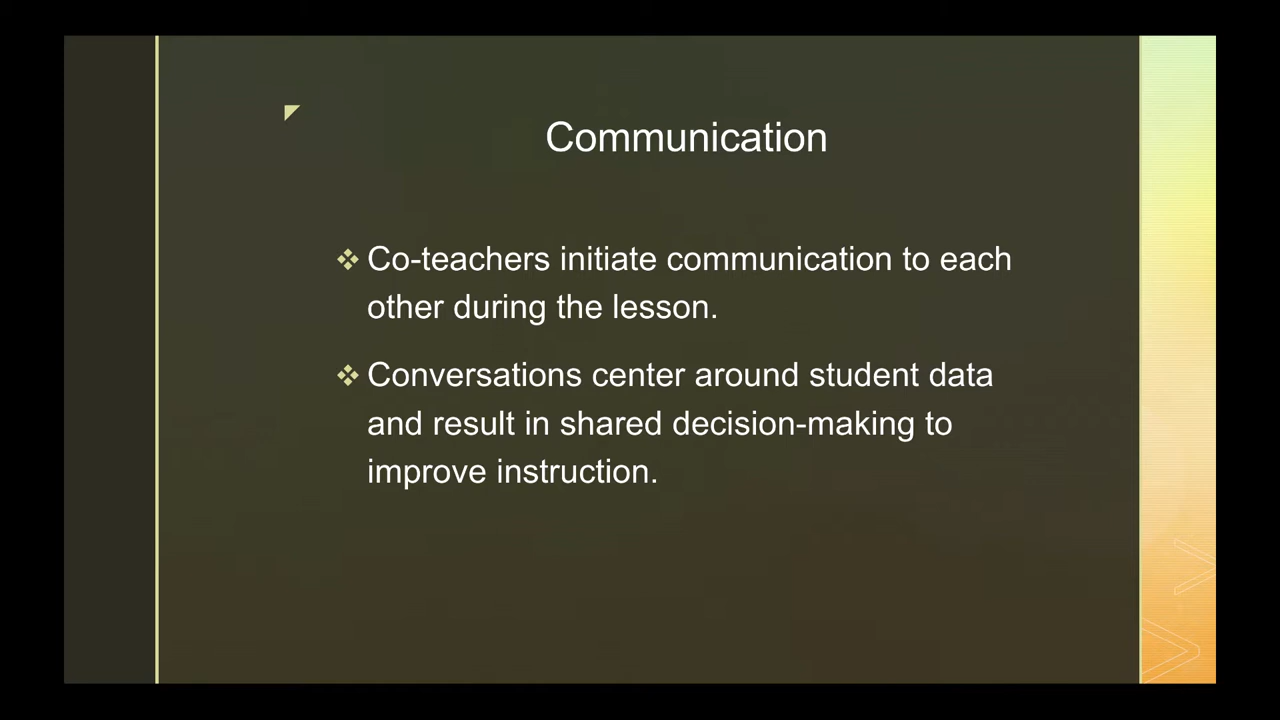 Communication
❖ Co-teachers initiate communication to each
other during the lesson.
❖ Conversations center around student data
and result in shared decision-making to
improve instruction.